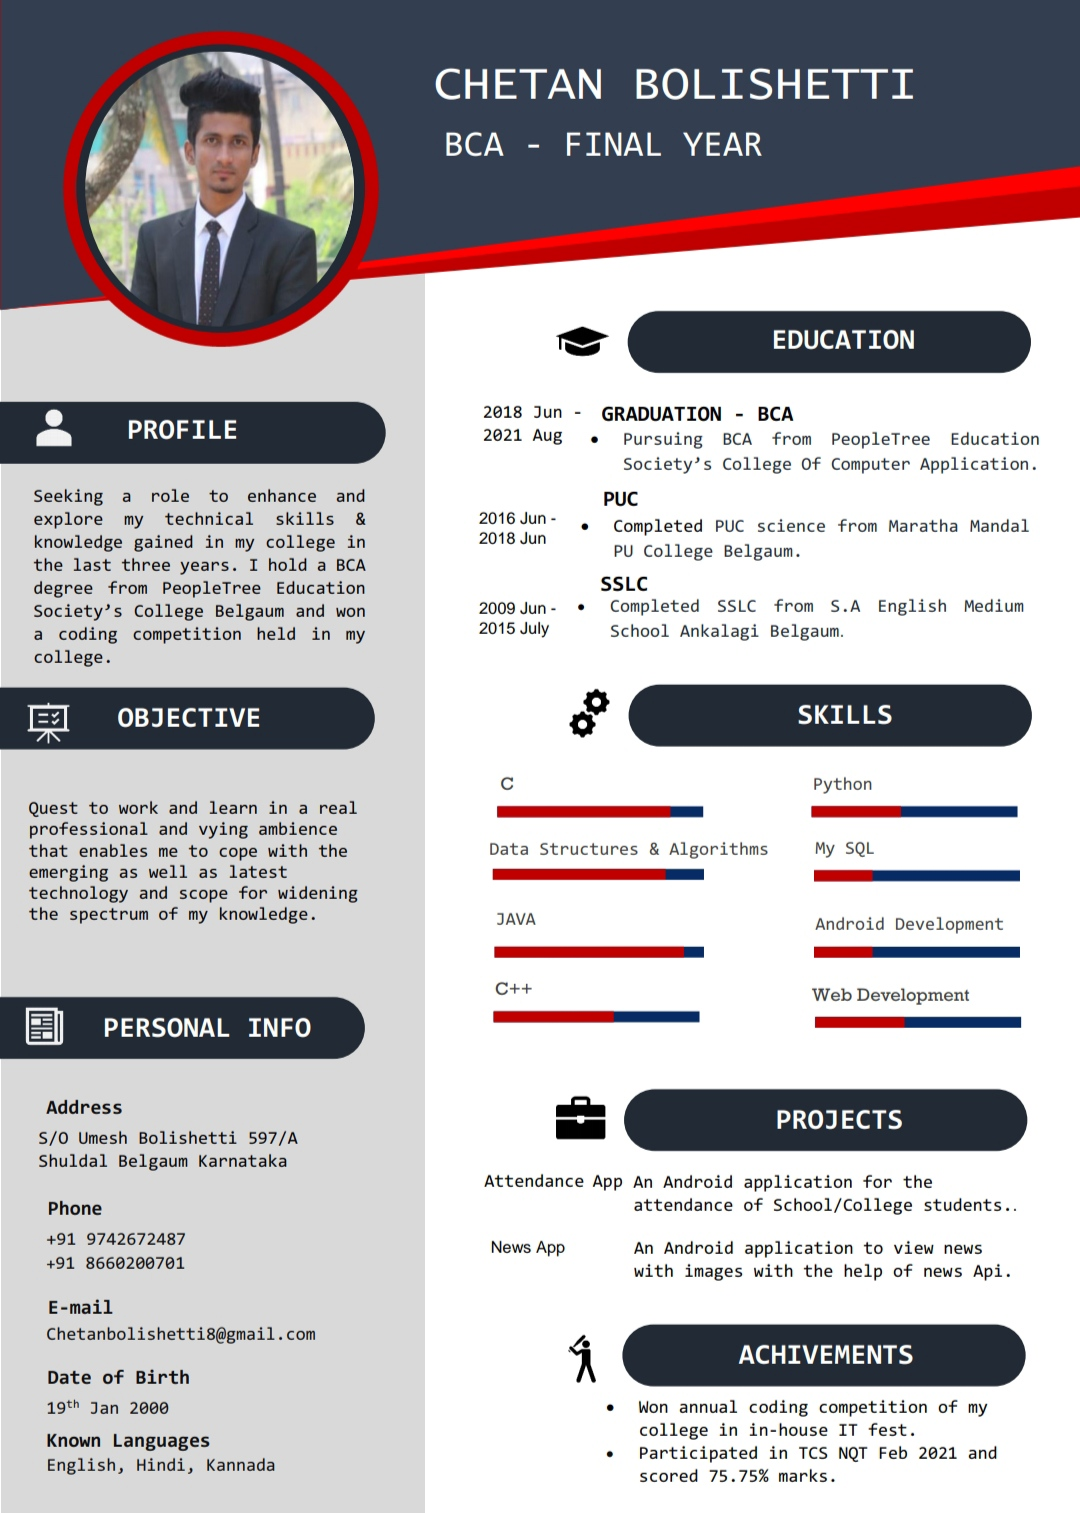 CHETAN BOLISHETTI
BCA - FINAL YEAR
PROFILE
Seeking a role to enhance and
explore my technical skills &
knowledge gained in my college in
the last three years. I hold a BCA
degree from PeopleTree Education
Society’s College Belgaum and won
a coding competition held in my
college.
OBJECTIVE
Quest to work and learn in a real
professional and vying ambience
that enables me to cope with the
emerging as well as latest
technology and scope for widening
the spectrum of my knowledge.
PERSONAL INFO
Address
S/O Umesh Bolishetti 597/A
Shuldal Belgaum Karnataka
Phone
+91 9742672487
+91 8660200701
E-mail
Chetanbolishetti8@gmail.com
Date of Birth
19th Jan 2000
Known Languages
English, Hindi, Kannada
EDUCATION
2018 Jun - GRADUATION - BCA
2021 Aug • Pursuing BCA from PeopleTree Education
Society’s College Of Computer Application.
PUC
2016 Jun - • Completed PUC science from Maratha Mandal
2018 Jun PU College Belgaum.
SSLC
2009 Jun - • Completed SSLC from S.A English Medium
2015 July School Ankalagi Belgaum.
SKILLS
C Python
Data Structures & Algorithms My SQL
JAVA Android Development
C++ Web Development
PROJECTS
Attendance App An Android application for the
attendance of School/College students..
News App An Android application to view news
with images with the help of news Api.
ACHIVEMENTS
• Won annual coding competition of my
college in in-house IT fest.
• Participated in TCS NQT Feb 2021 and
scored 75.75% marks.